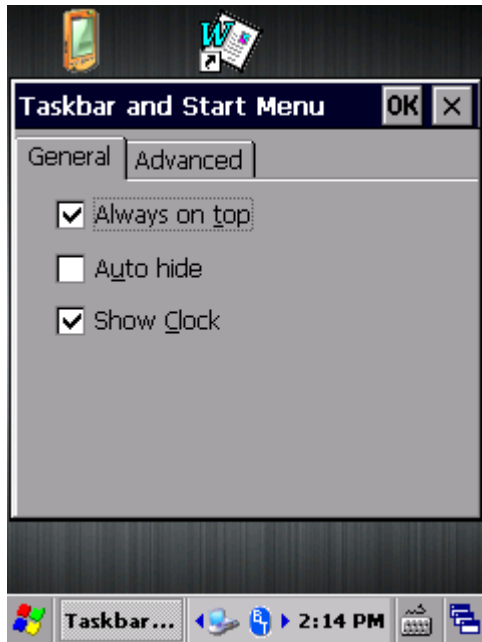 Taskbar and Start Menu OK
General Advanced
Always on top
Auto hide
Show Clock
Taskbar... 2:14 PM